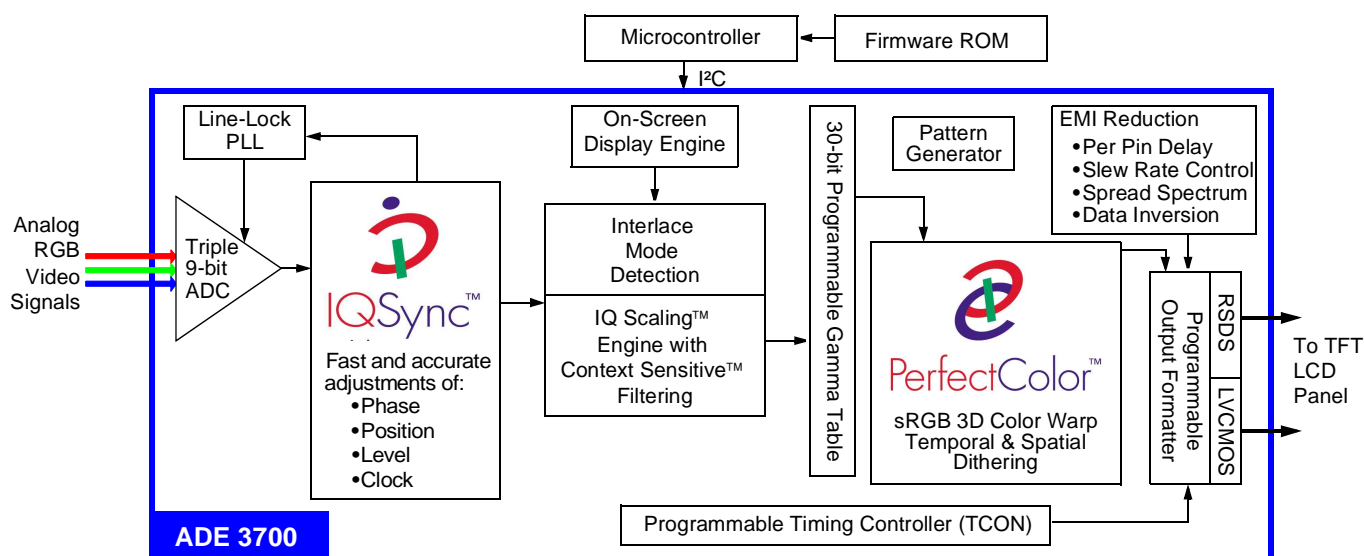 Microcontroller
Firmware ROM
I²C
Line-Lock
PLL
On-Screen
Display Engine
30-bit Programmable Gamma Table
Pattern
Generator
EMI Reduction
•Per Pin Delay
•Slew Rate Control
•Spread Spectrum
•Data Inversion
Analog
RGB
Video
Signals
Triple
9-bit
ADC
IQSync™
Fast and accurate
adjustments of:
•Phase
•Position
•Level
•Clock
Interlace
Mode
Detection
IQ Scaling™
Engine with
Context Sensitive™
Filtering
PerfectColor™
sRGB 3D Color Warp
Temporal & Spatial
Dithering
Programmable
Output Formatter
RSDS
LVCMOS
To TFT
LCD
Panel
Programmable Timing Controller (TCON)
ADE 3700